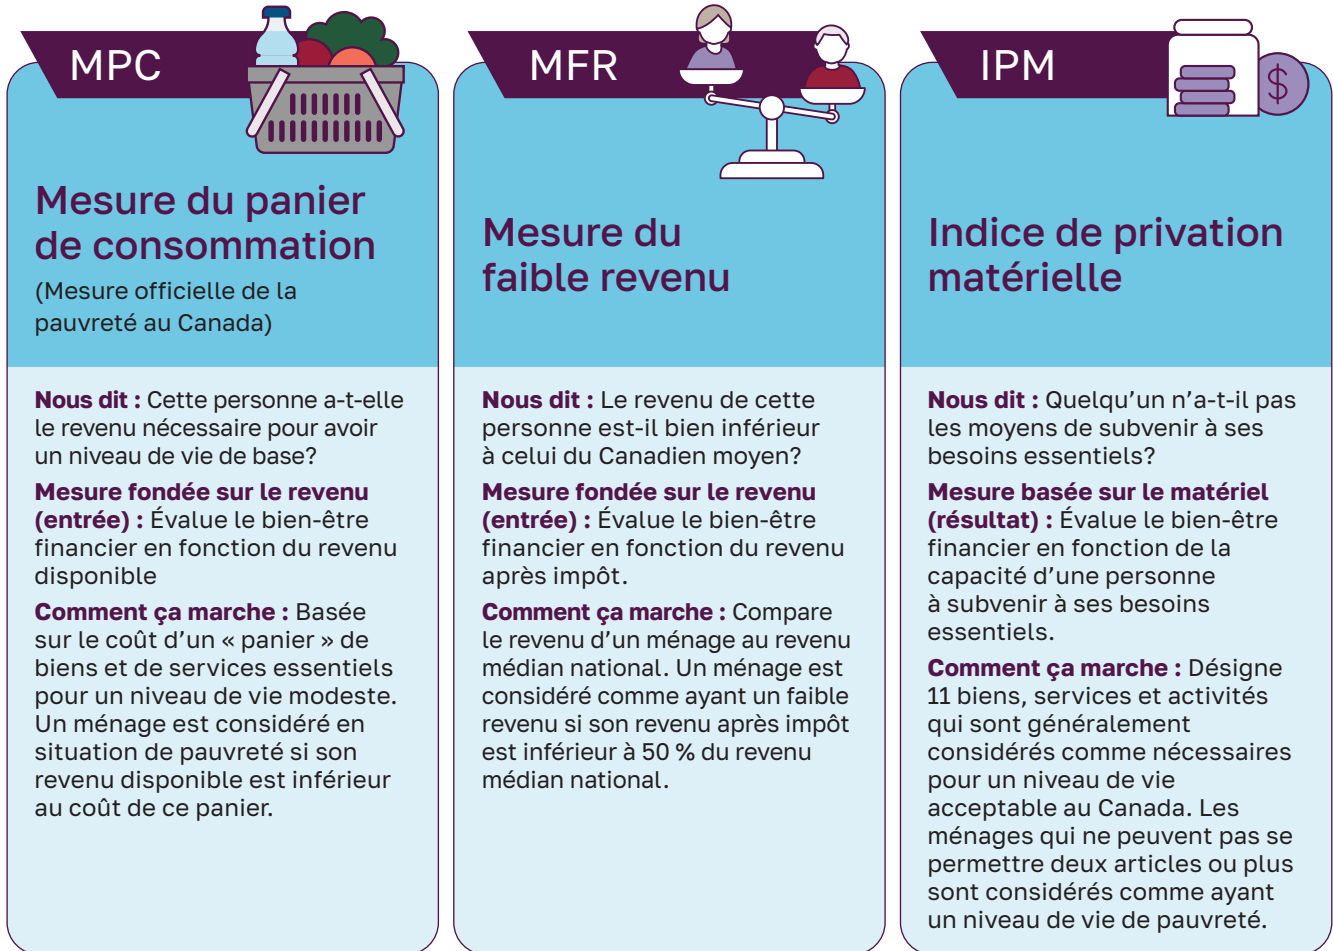 MPC
Mesure du panier
de consommation
(Mesure officielle de la
pauvreté au Canada)
Nous dit : Cette personne a-t-elle
le revenu nécessaire pour avoir
un niveau de vie de base?
Mesure fondée sur le revenu
(entrée) : Évalue le bien-être
financier en fonction du revenu
disponible
Comment ça marche : Basée
sur le coût d'un « panier » de
biens et de services essentiels
pour un niveau de vie modeste.
Un ménage est considéré en
situation de pauvreté si son
revenu disponible est inférieur
au coût de ce panier.
MFR
Mesure du
faible revenu
Nous dit : Le revenu de cette
personne est-il bien inférieur
à celui du Canadien moyen?
Mesure fondée sur le revenu
(entrée) : Évalue le bien-être
financier en fonction du revenu
après impôt.
Comment ça marche : Compare
le revenu d'un ménage au revenu
médian national. Un ménage est
considéré comme ayant un faible
revenu si son revenu après impôt
est inférieur à 50 % du revenu
médian national.
IPM
$
Indice de privation
matérielle
Nous dit : Quelqu'un n'a-t-il pas
les moyens de subvenir à ses
besoins essentiels?
Mesure basée sur le matériel
(résultat) : Évalue le bien-être
financier en fonction de la
capacité d'une personne
à subvenir à ses besoins
essentiels.
Comment ça marche : Désigne
11 biens, services et activités
qui sont généralement
considérés comme nécessaires
pour un niveau de vie
acceptable au Canada. Les
ménages qui ne peuvent pas se
permettre deux articles ou plus
sont considérés comme ayant
un niveau de vie de pauvreté.